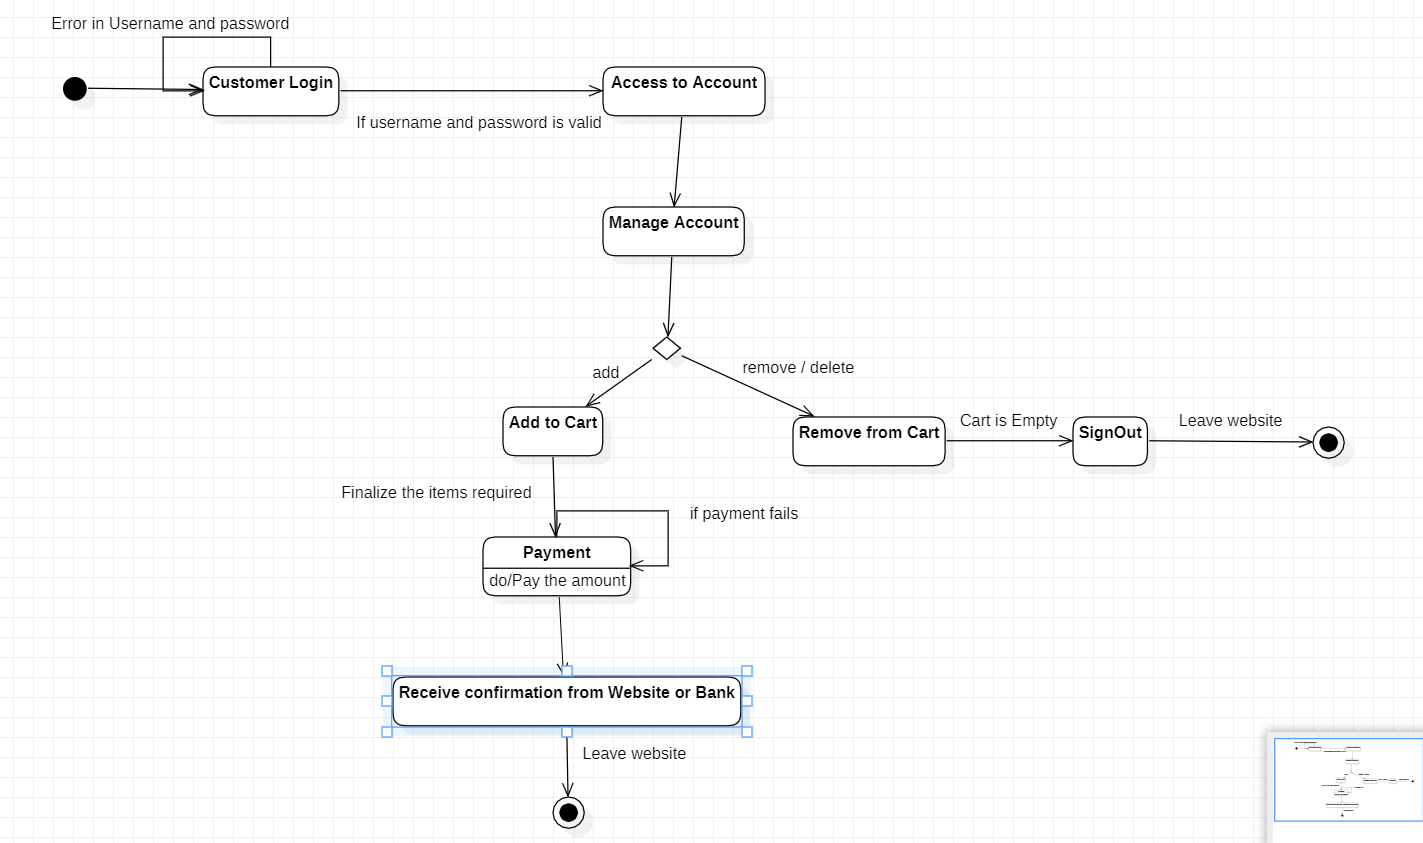 Error in Username and password
Customer Login
Access to Account
If username and password is valid
Manage Account
add
remove / delete
Add to Cart
Remove from Cart
Cart is Empty
SignOut
Leave website
Finalize the items required
if payment fails
Payment
do/Pay the amount
Receive confirmation from Website or Bank
Leave website